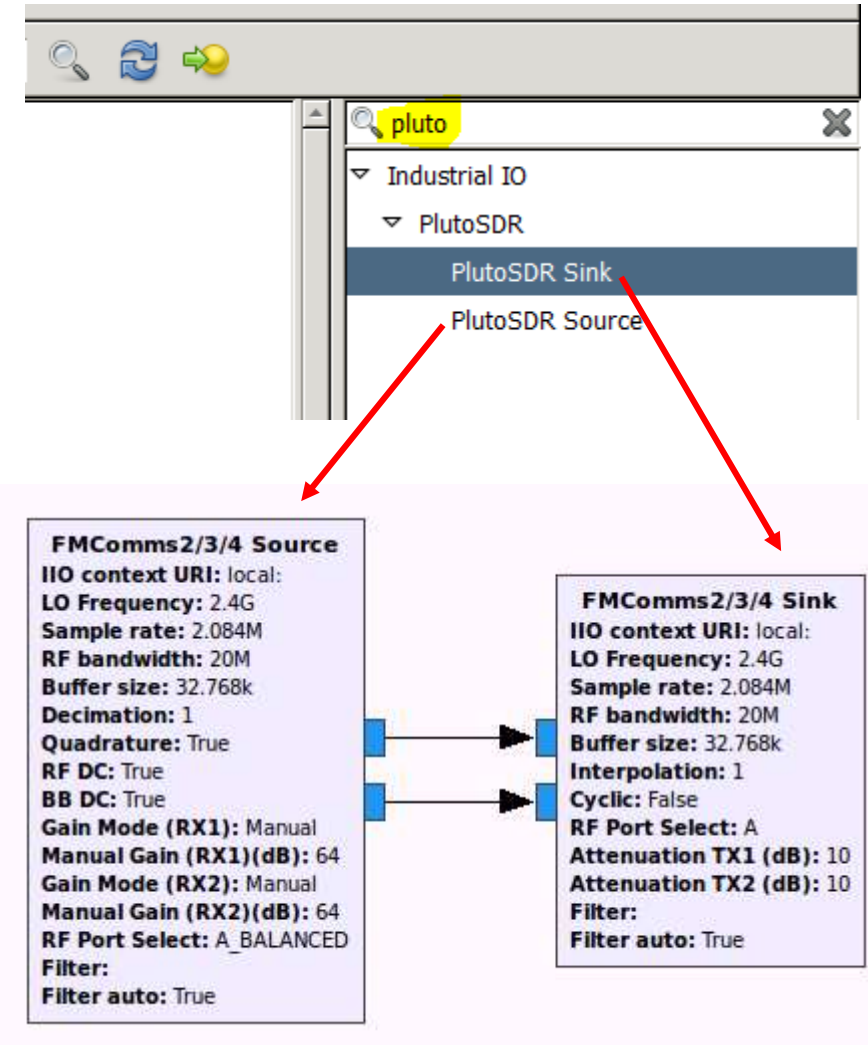 pluto
Industrial IO
PlutoSDR
PlutoSDR Sink
PlutoSDR Source
FMComms2/3/4 Source
IIO context URI: local:
LO Frequency: 2.4G
Sample rate: 2.084M
RF bandwidth: 20M
Buffer size: 32.768k
Decimation: 1
Quadrature: True
RF DC: True
BB DC: True
Gain Mode (RX1): Manual
Manual Gain (RX1)(dB): 64
Gain Mode (RX2): Manual
Manual Gain (RX2)(dB): 64
RF Port Select: A_BALANCED
Filter:
Filter auto: True
FMComms2/3/4 Sink
IIO context URI: local:
LO Frequency: 2.4G
Sample rate: 2.084M
RF bandwidth: 20M
Buffer size: 32.768k
Interpolation: 1
Cyclic: False
RF Port Select: A
Attenuation TX1 (dB): 10
Attenuation TX2 (dB): 10
Filter:
Filter auto: True